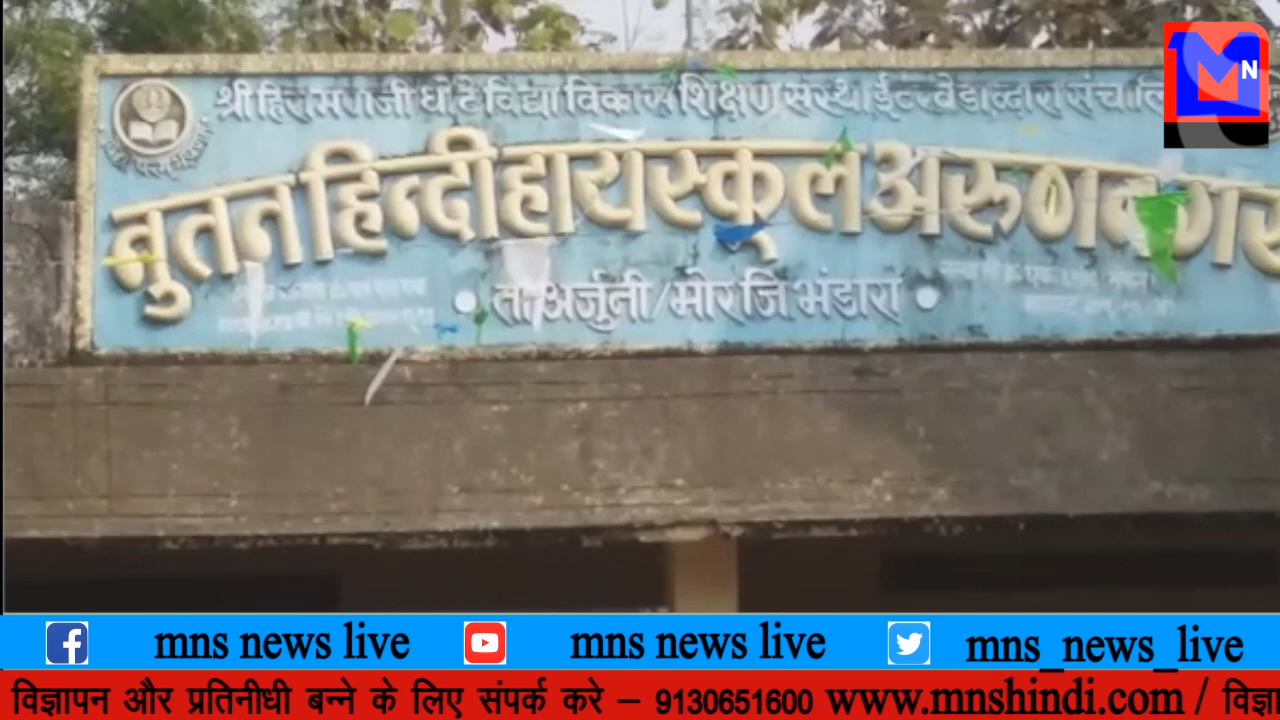 श्री हिरामणजी घोटे विद्या विकास शिक्षण संस्था ईटखेडा द्वारा संचालि
नुतन हिन्दी हायस्कूल अरुणनगर
ता. अर्जुनी/मोर जि भंडारा
MN
mns news live
mns news live
mns_news_live
विज्ञापन और प्रतिनीधी बन्ने के लिए संपर्क करे – 9130651600 www.mnshindi.com / विज्ञा